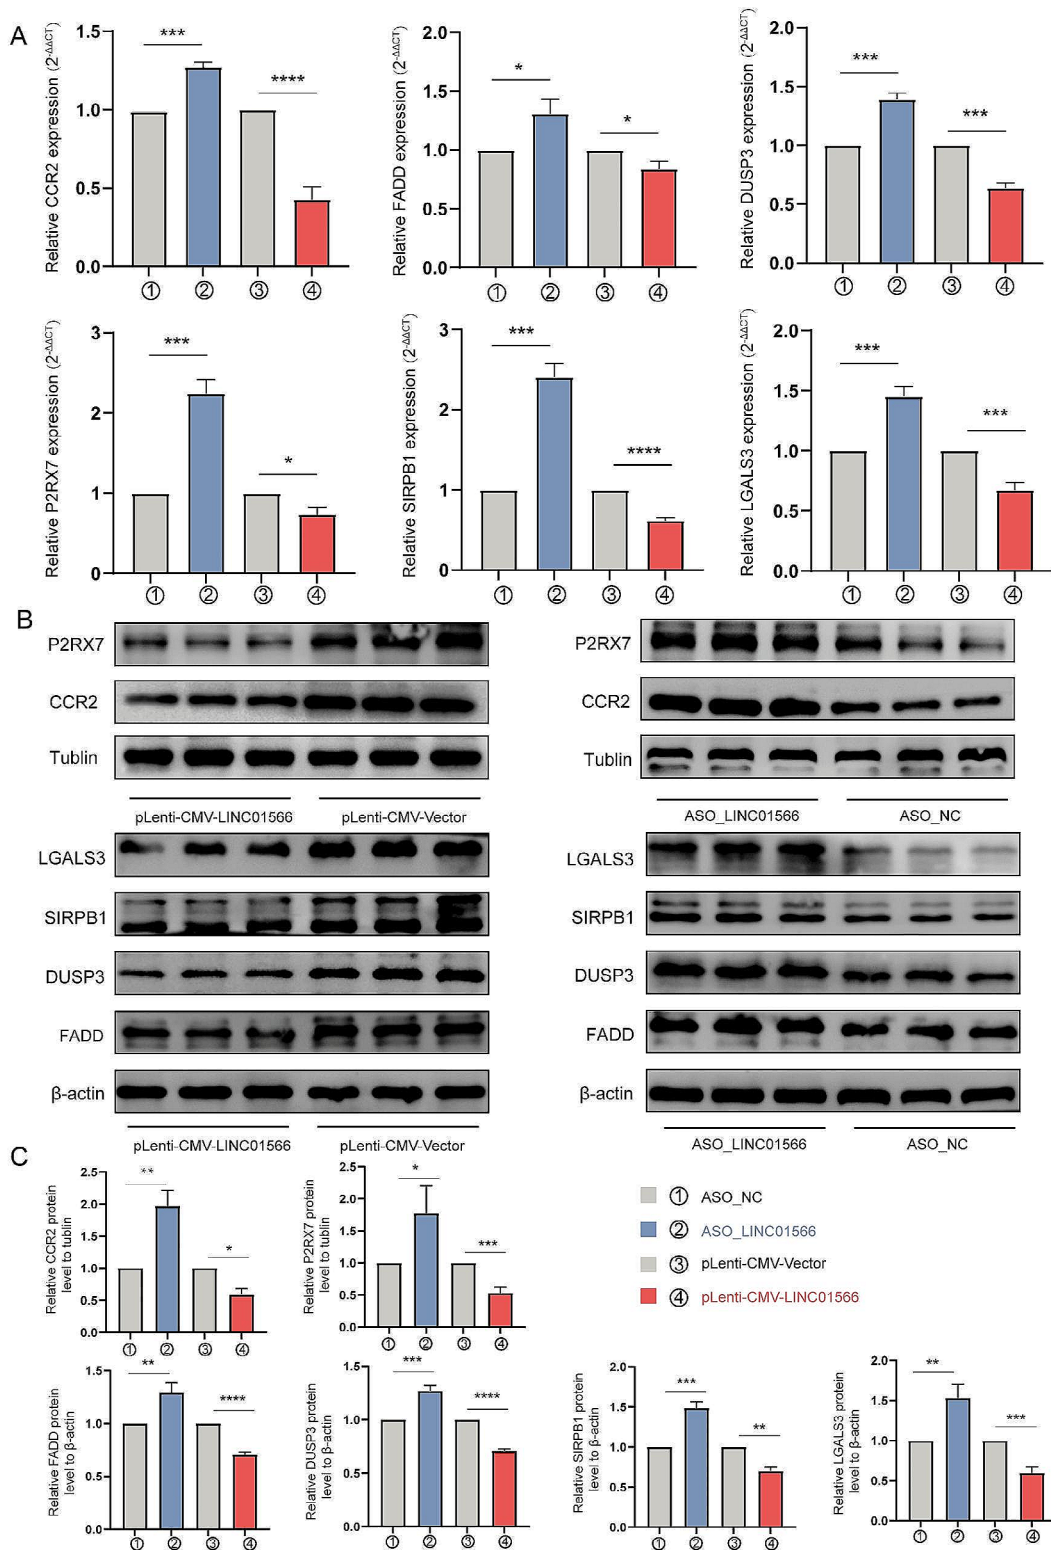 A
Relative CCR2 expression (2-ΔΔCT)
1.5
1.0
0.5
0.0
***
****
① ② ③ ④
Relative FADD expression (2-ΔΔCT)
2.0
1.5
1.0
0.5
0.0
*
*
① ② ③ ④
Relative DUSP3 expression (2-ΔΔCT)
2.0
1.5
1.0
0.5
0.0
***
***
① ② ③ ④
Relative P2RX7 expression (2-ΔΔCT)
3
2
1
0
***
*
① ② ③ ④
Relative SIRPB1 expression (2-ΔΔCT)
3
2
1
0
***
****
① ② ③ ④
Relative LGALS3 expression (2-ΔΔCT)
2.0
1.5
1.0
0.5
0.0
***
***
① ② ③ ④
B
P2RX7
CCR2
Tublin
pLenti-CMV-LINC01566 pLenti-CMV-Vector
P2RX7
CCR2
Tublin
ASO_LINC01566 ASO_NC
LGALS3
SIRPB1
DUSP3
FADD
β-actin
pLenti-CMV-LINC01566 pLenti-CMV-Vector
LGALS3
SIRPB1
DUSP3
FADD
β-actin
ASO_LINC01566 ASO_NC
C
Relative CCR2 protein
level to tublin
2.5
2.0
1.5
1.0
0.5
0.0
**
*
① ② ③ ④
Relative P2RX7 protein
level to tublin
2.5
2.0
1.5
1.0
0.5
0.0
*
***
① ② ③ ④
① ASO_NC
② ASO_LINC01566
③ pLenti-CMV-Vector
④ pLenti-CMV-LINC01566
Relative FADD protein
level to β-actin
1.5
1.0
0.5
0.0
**
****
① ② ③ ④
Relative DUSP3 protein
level to β-actin
1.5
1.0
0.5
0.0
***
****
① ② ③ ④
Relative SIRPB1 protein
level to β-actin
2.0
1.5
1.0
0.5
0.0
***
**
① ② ③ ④
Relative LGALS3 protein
level to β-actin
2.0
1.5
1.0
0.5
0.0
**
***
① ② ③ ④